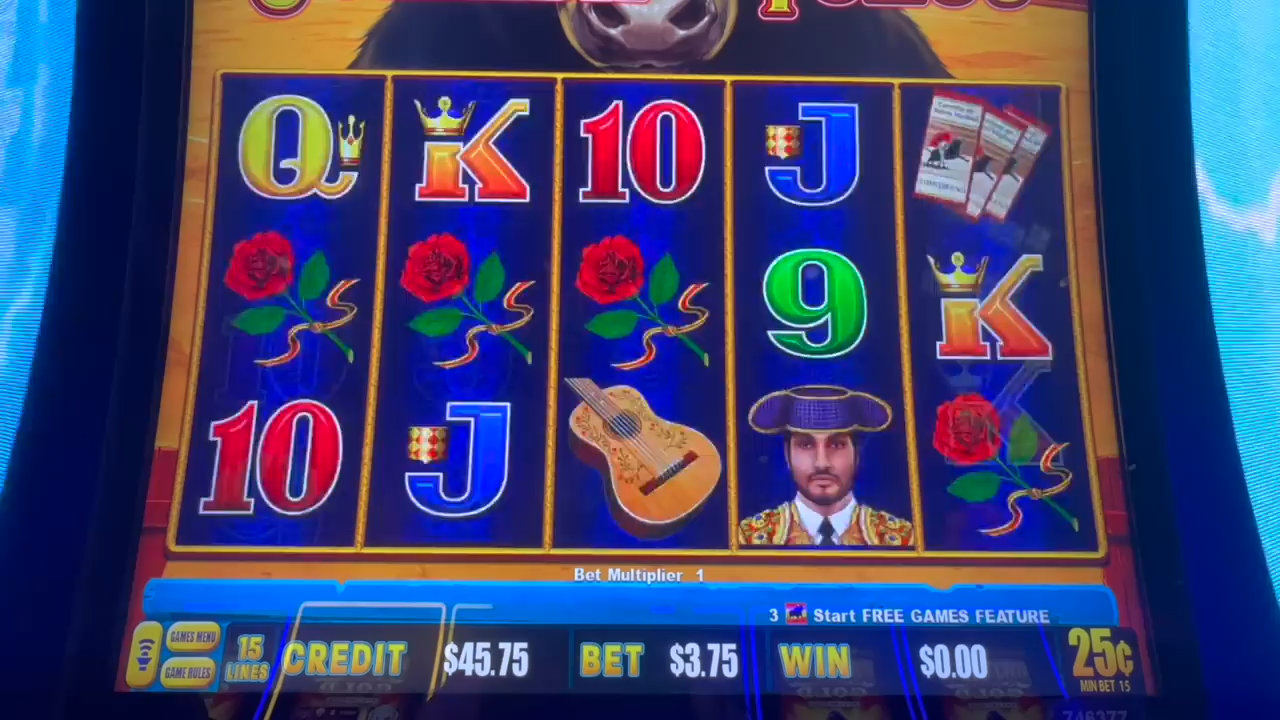 Q K 10 J
9 K
10 J
Bet Multiplier 1
3 Start FREE GAMES FEATURE
GAMES MENU
GAME RULES
15 LINES
CREDIT $45.75 BET $3.75 WIN $0.00
25¢
MIN BET 15
746377